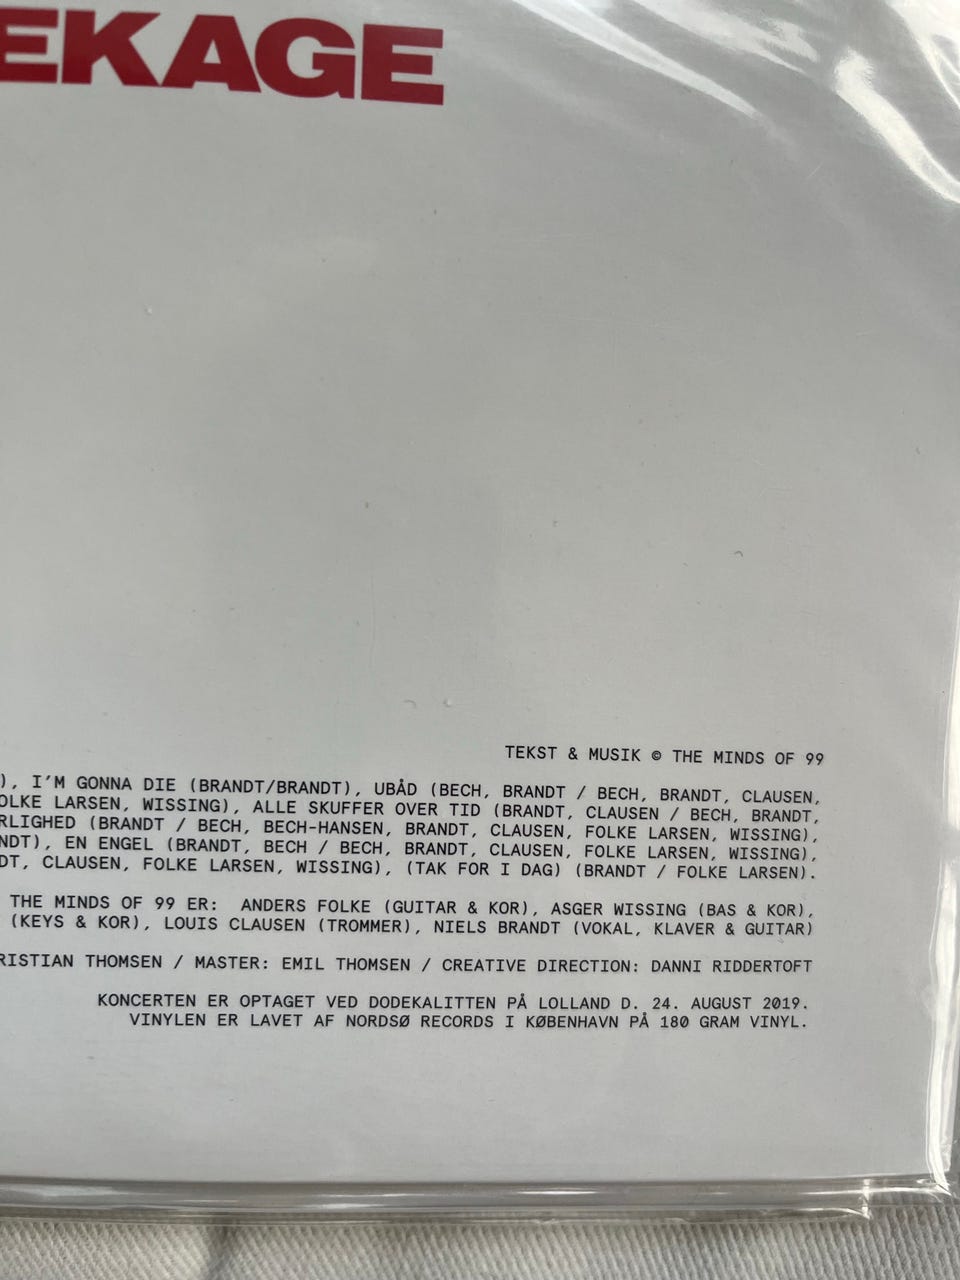 EKAGE
TEKST & MUSIK © THE MINDS OF 99
), I'M GONNA DIE (BRANDT/BRANDT), UBÅD (BECH, BRANDT / BECH, BRANDT, CLAUSEN,
OLKE LARSEN, WISSING), ALLE SKUFFER OVER TID (BRANDT, CLAUSEN / BECH, BRANDT,
RLIGHED (BRANDT / BECH, BECH-HANSEN, BRANDT, CLAUSEN, FOLKE LARSEN, WISSING),
NDT), EN ENGEL (BRANDT, BECH / BECH, BRANDT, CLAUSEN, FOLKE LARSEN, WISSING),
DT, CLAUSEN, FOLKE LARSEN, WISSING), (TAK FOR I DAG) (BRANDT / FOLKE LARSEN).
THE MINDS OF 99 ER: ANDERS FOLKE (GUITAR & KOR), ASGER WISSING (BAS & KOR),
(KEYS & KOR), LOUIS CLAUSEN (TROMMER), NIELS BRANDT (VOKAL, KLAVER & GUITAR)
RISTIAN THOMSEN / MASTER: EMIL THOMSEN / CREATIVE DIRECTION: DANNI RIDDERTOFT
KONCERTEN ER OPTAGET VED DODEKALITTEN PÅ LOLLAND D. 24. AUGUST 2019.
VINYLEN ER LAVET AF NORDSØ RECORDS I KØBENHAVN PÅ 180 GRAM VINYL.